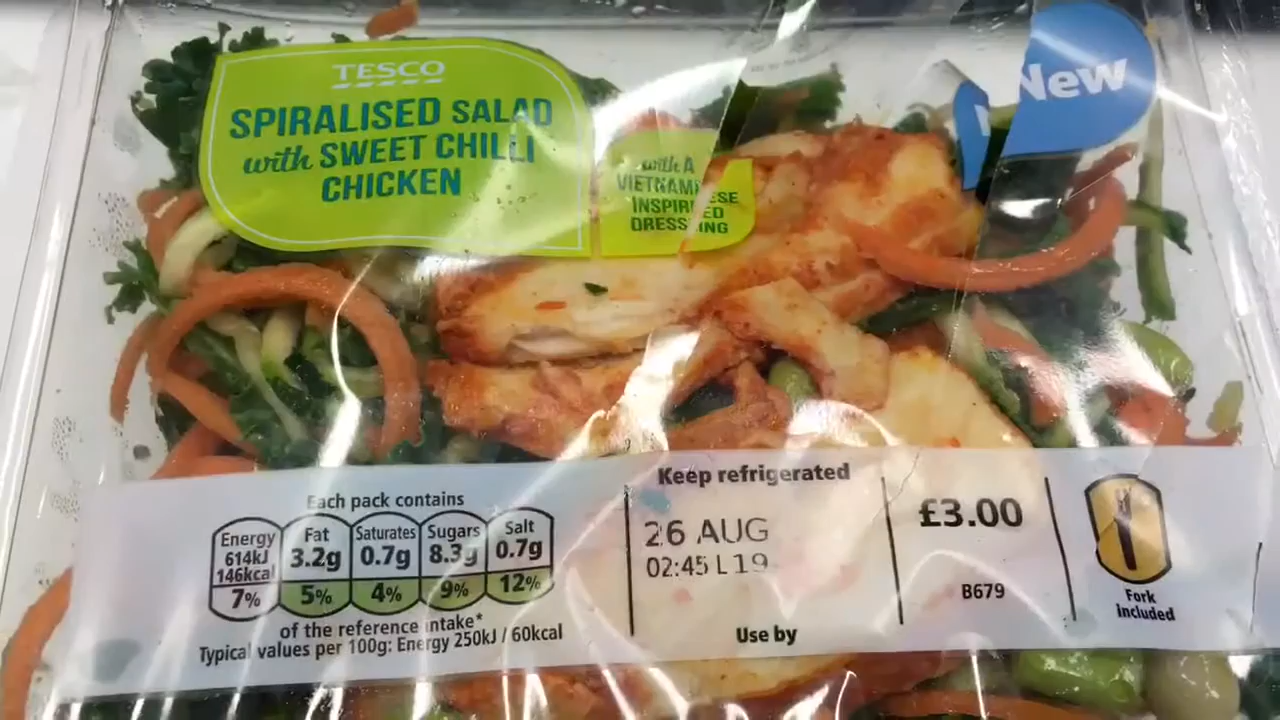 TESCO
SPIRALISED SALAD
with SWEET CHILLI
CHICKEN
with A
VIETNAMESE
INSPIRED
DRESSING
New
Each pack contains
Energy
614kJ
146kcal
7%
Fat
3.2g
5%
Saturates
0.7g
4%
Sugars
8.3g
9%
Salt
0.7g
12%
of the reference intake*
Typical values per 100g: Energy 250kJ / 60kcal
Keep refrigerated
26 AUG
02:45 L 19
Use by
£3.00
B679
Fork
included